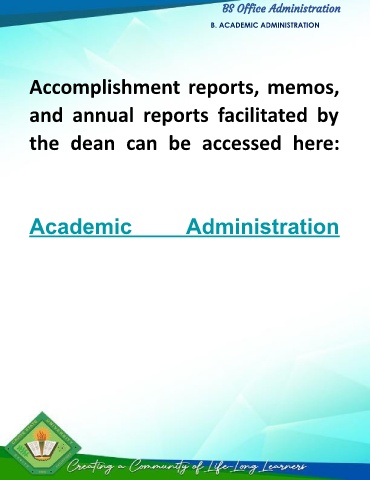 BS Office Administration
B. ACADEMIC ADMINISTRATION
Accomplishment reports, memos,
and annual reports facilitated by
the dean can be accessed here:
Academic Administration
Creating a Community of Life-Long Learners